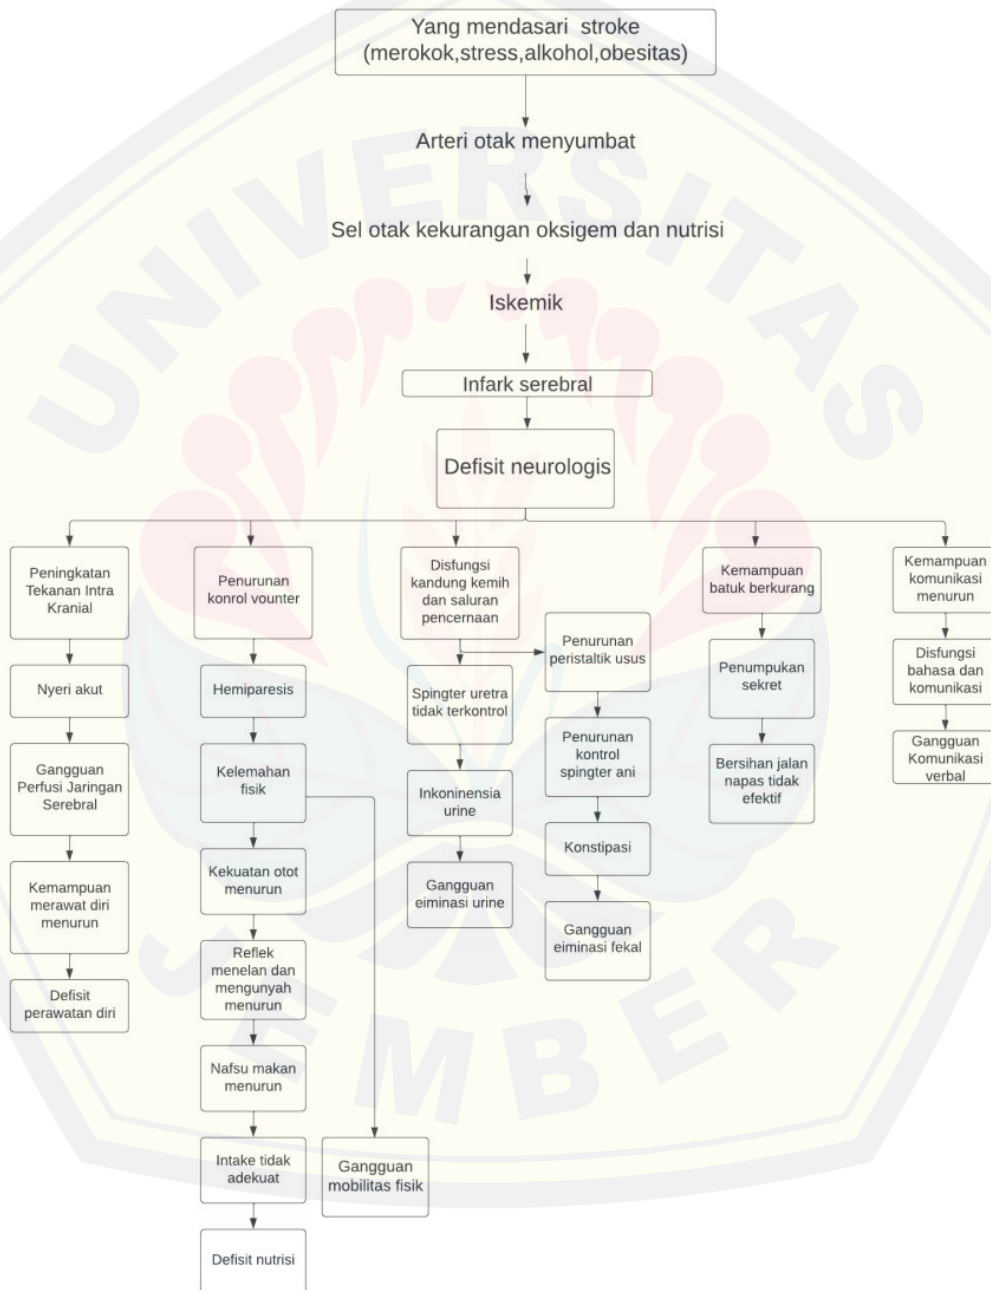 Yang mendasari stroke
(merokok,stress,alkohol,obesitas)
Arteri otak menyumbat
Sel otak kekurangan oksigem dan nutrisi
Iskemik
Infark serebral
Defisit neurologis
Peningkatan
Tekanan Intra
Kranial
Nyeri akut
Gangguan
Perfusi Jaringan
Serebral
Kemampuan
merawat diri
menurun
Defisit
perawatan diri
Penurunan
konrol vounter
Hemiparesis
Kelemahan
fisik
Kekuatan otot
menurun
Reflek
menelan dan
mengunyah
menurun
Nafsu makan
menurun
Intake tidak
adekuat
Defisit nutrisi
Gangguan
mobilitas fisik
Disfungsi
kandung kemih
dan saluran
pencernaan
Spingter uretra
tidak terkontrol
Inkoninensia
urine
Gangguan
eiminasi urine
Penurunan
peristaltik usus
Penurunan
kontrol
spingter ani
Konstipasi
Gangguan
eiminasi fekal
Kemampuan
batuk berkurang
Penumpukan
sekret
Bersihan jalan
napas tidak
efektif
Kemampuan
komunikasi
menurun
Disfungsi
bahasa dan
komunikasi
Gangguan
Komunikasi
verbal
UNIVERSITAS
JEMBER